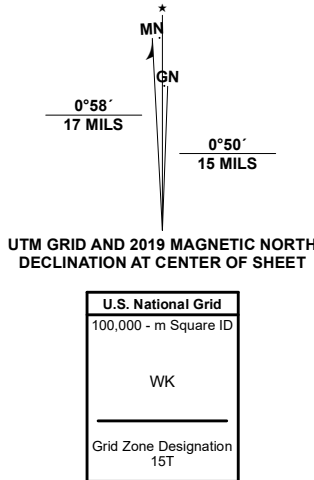 ★
MN
GN
0°58´
17 MILS
0°50´
15 MILS
UTM GRID AND 2019 MAGNETIC NORTH
DECLINATION AT CENTER OF SHEET
U.S. National Grid
100,000 - m Square ID
WK
Grid Zone Designation
15T